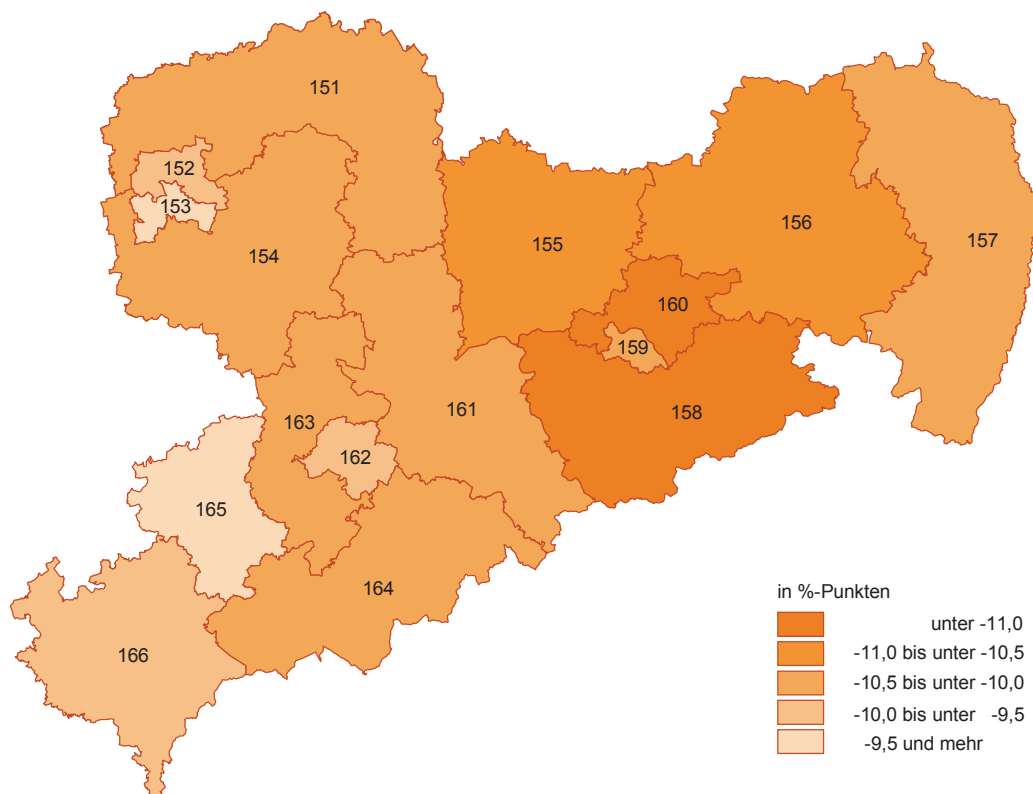 151
152
153
154
155
156
157
160
159
158
161
163
162
165
164
166
in %-Punkten
unter -11,0
-11,0 bis unter -10,5
-10,5 bis unter -10,0
-10,0 bis unter -9,5
-9,5 und mehr